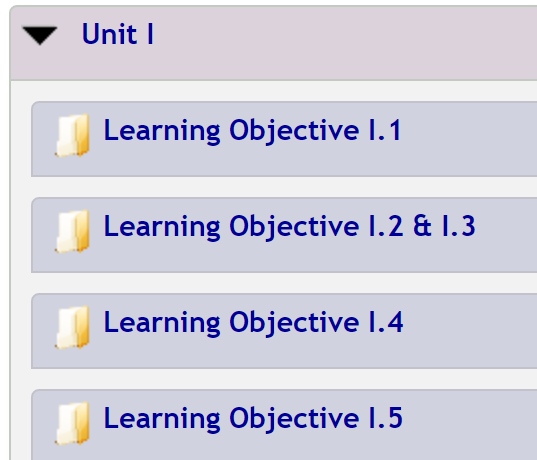 Unit I
Learning Objective I.1
Learning Objective I.2 & I.3
Learning Objective I.4
Learning Objective I.5